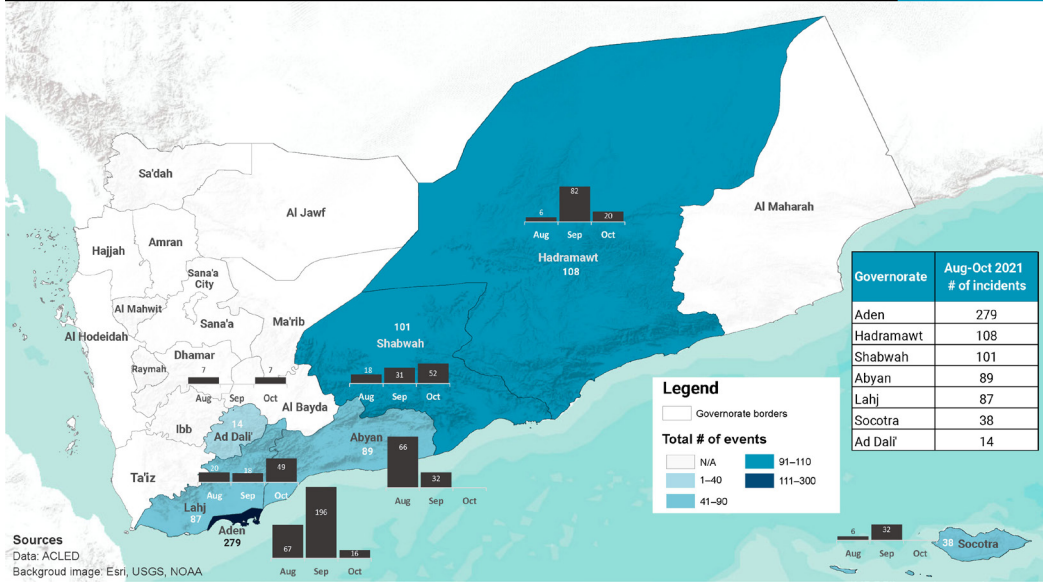 Sa'dah
Al Jawf
Hajjah
Amran
Sana'a
City
Al Mahwit
Al Hodeidah
Sana'a
Ma'rib
Dhamar
Raymah
7
7
Aug
Sep
Oct
Al Bayda
Ibb
Ta'iz
14
Ad Dali'
6
82
20
Aug
Sep
Oct
Hadramawt
108
Al Maharah
101
Shabwah
18
31
52
Aug
Sep
Oct
Abyan
89
66
32
Aug
Sep
Oct
20
18
49
Aug
Sep
Oct
Lahj
87
Aden
279
67
196
16
Aug
Sep
Oct
6
32
Aug
Sep
Oct
38
Socotra
Governorate Aug-Oct 2021
# of incidents
Aden 279
Hadramawt 108
Shabwah 101
Abyan 89
Lahj 87
Socotra 38
Ad Dali' 14
Legend
Governorate borders
Total # of events
N/A
1–40
41–90
91–110
111–300
Sources
Data: ACLED
Backgroud image: Esri, USGS, NOAA